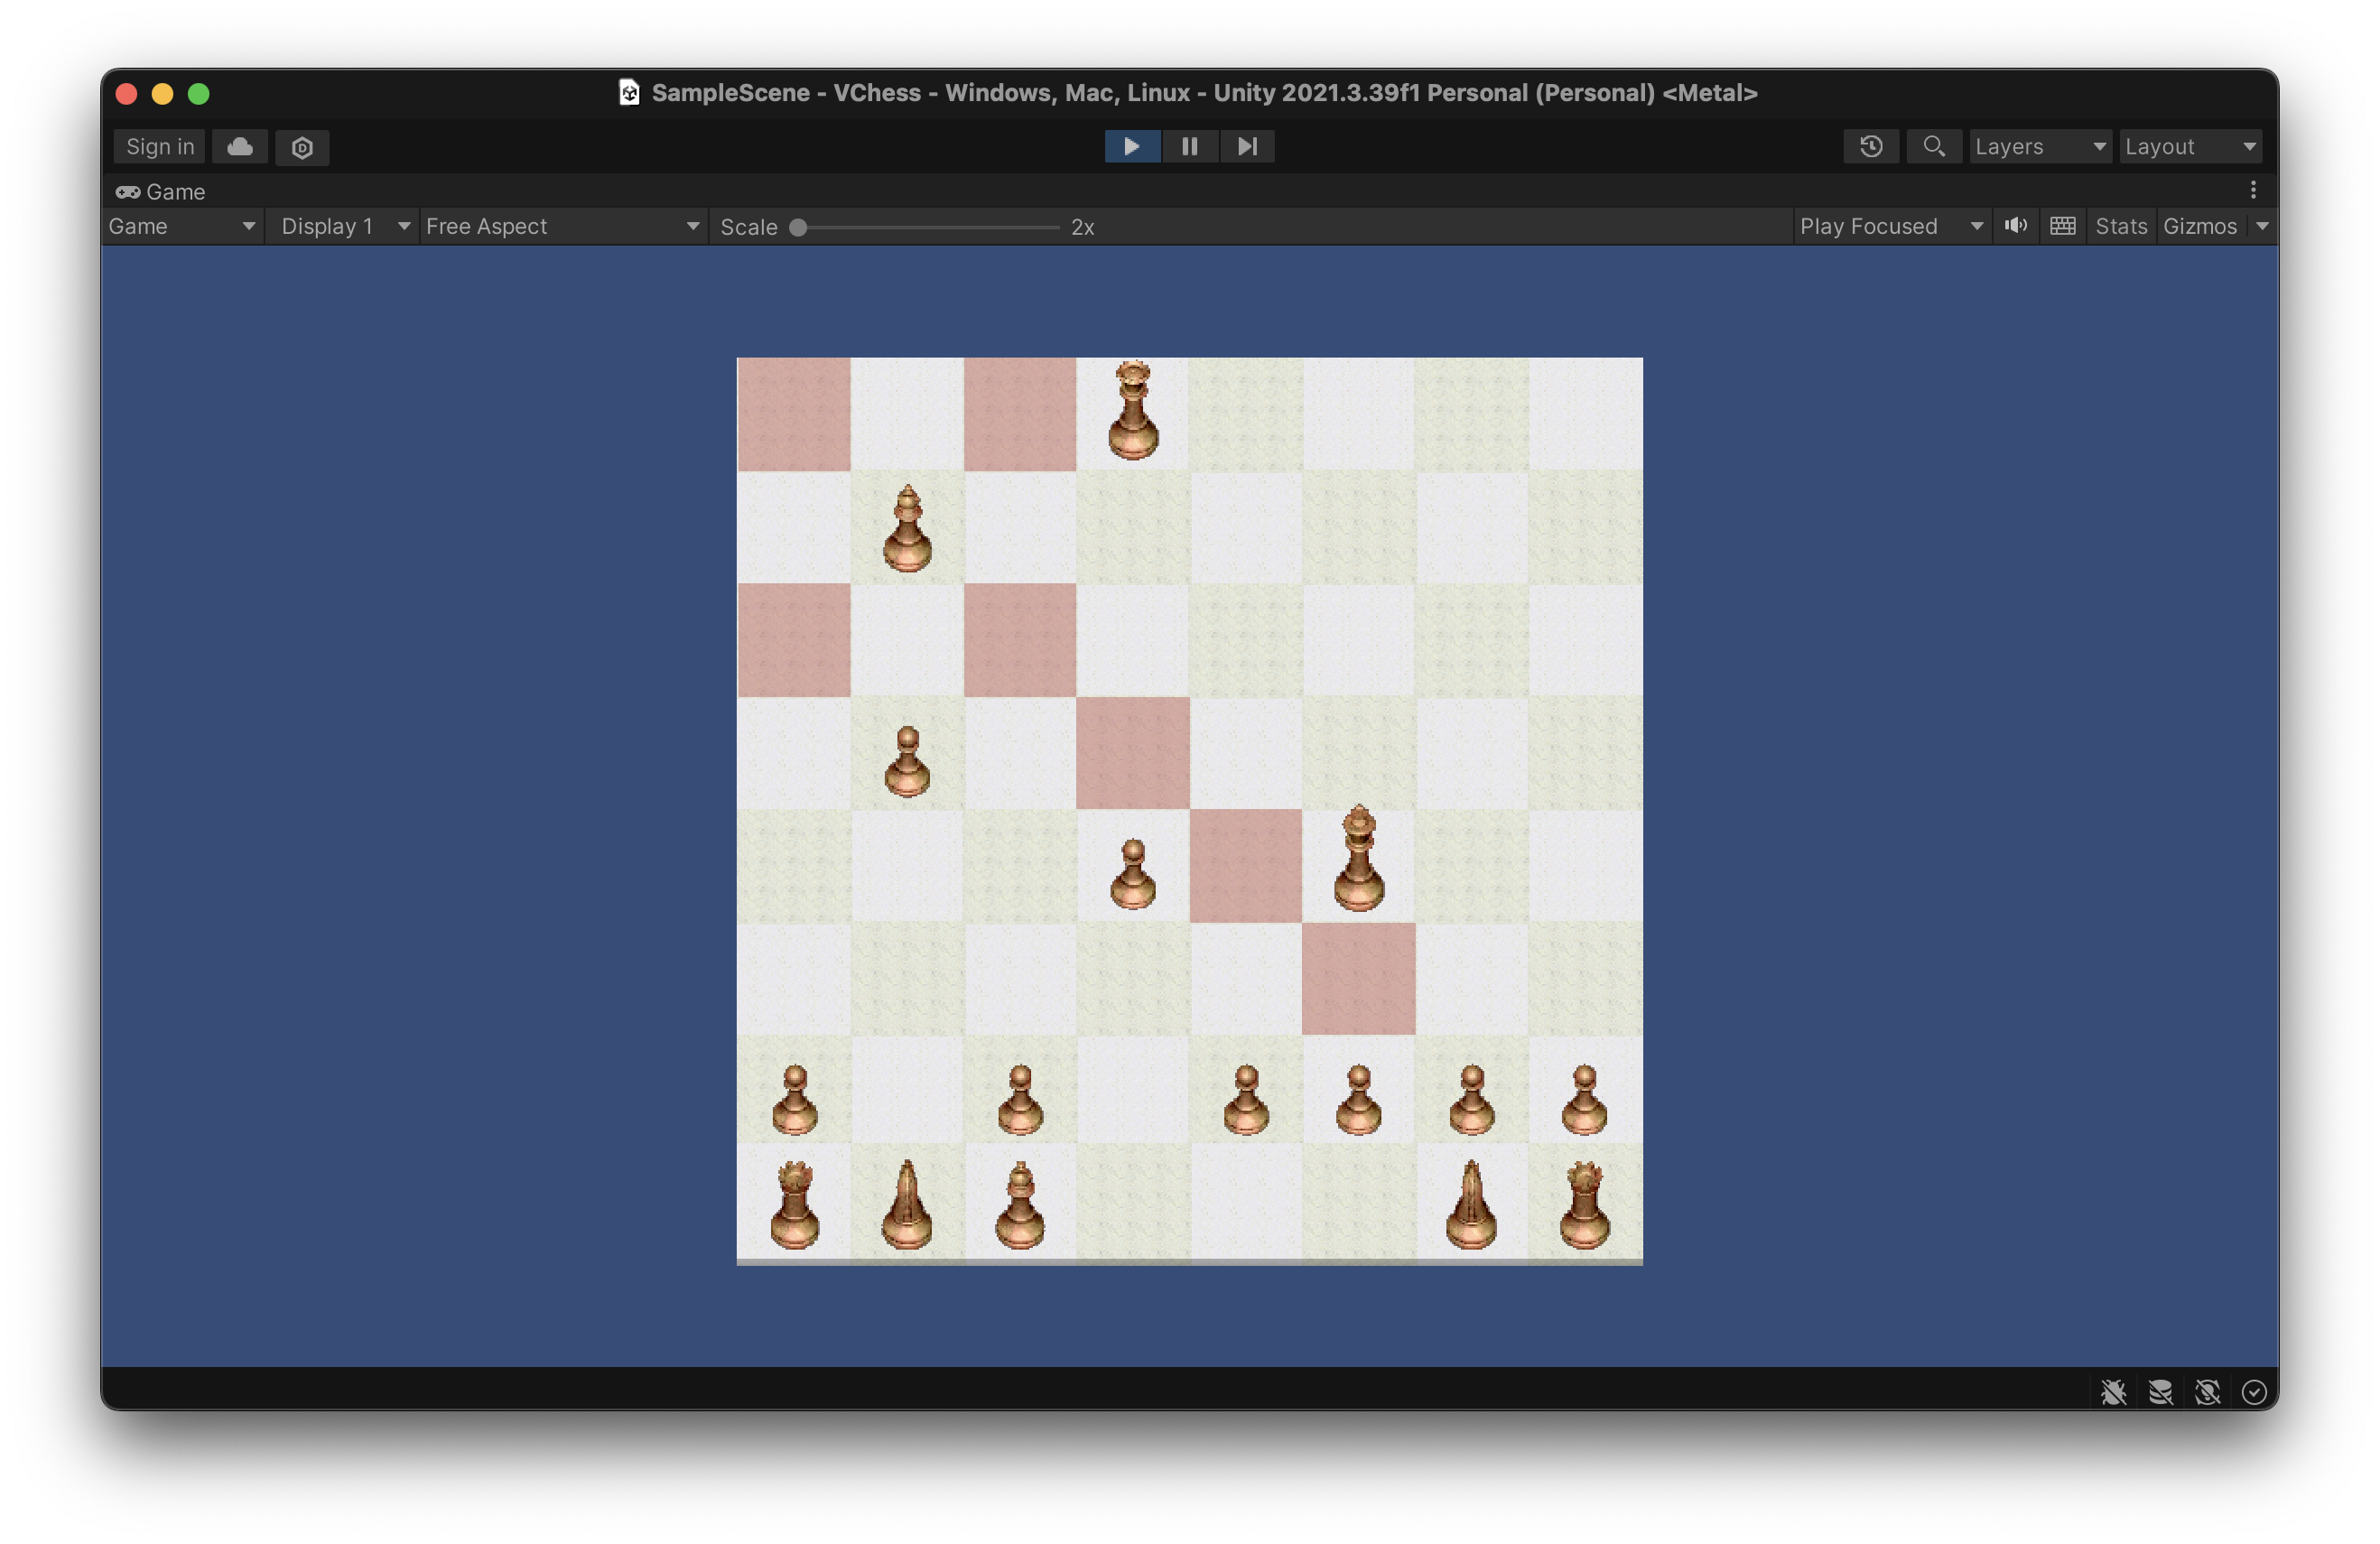 SampleScene - VChess - Windows, Mac, Linux - Unity 2021.3.39f1 Personal (Personal) <Metal>
Sign in
Layers
Layout
Game
Game
Display 1
Free Aspect
Scale
2x
Play Focused
Stats
Gizmos